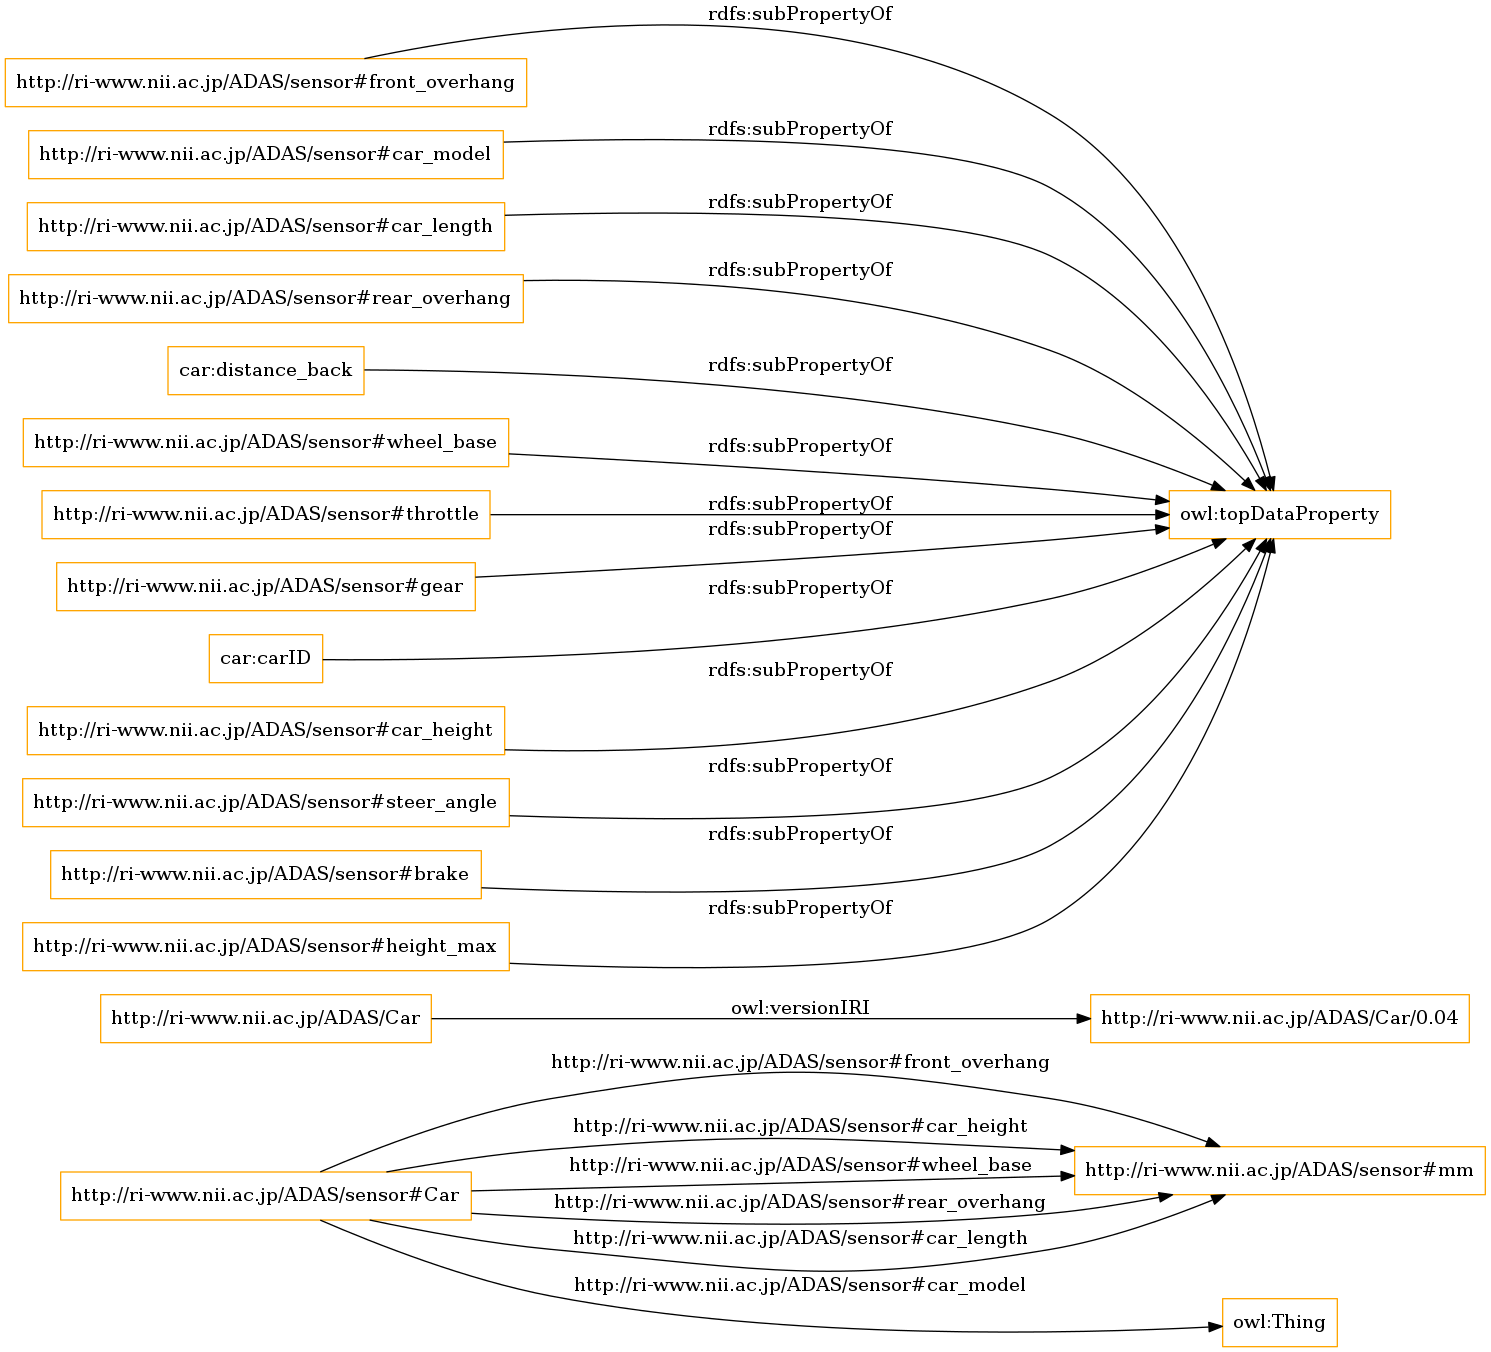 rdfs:subPropertyOf
http://ri-www.nii.ac.jp/ADAS/sensor#front_overhang
rdfs:subPropertyOf
http://ri-www.nii.ac.jp/ADAS/sensor#car_model
rdfs:subPropertyOf
http://ri-www.nii.ac.jp/ADAS/sensor#car_length
rdfs:subPropertyOf
http://ri-www.nii.ac.jp/ADAS/sensor#rear_overhang
rdfs:subPropertyOf
car:distance_back
rdfs:subPropertyOf
http://ri-www.nii.ac.jp/ADAS/sensor#wheel_base
rdfs:subPropertyOf
http://ri-www.nii.ac.jp/ADAS/sensor#throttle
owl:topDataProperty
rdfs:subPropertyOf
http://ri-www.nii.ac.jp/ADAS/sensor#gear
rdfs:subPropertyOf
car:carID
rdfs:subPropertyOf
http://ri-www.nii.ac.jp/ADAS/sensor#car_height
rdfs:subPropertyOf
http://ri-www.nii.ac.jp/ADAS/sensor#steer_angle
rdfs:subPropertyOf
http://ri-www.nii.ac.jp/ADAS/sensor#brake
rdfs:subPropertyOf
http://ri-www.nii.ac.jp/ADAS/sensor#height_max
http://ri-www.nii.ac.jp/ADAS/Car
owl:versionIRI
http://ri-www.nii.ac.jp/ADAS/Car/0.04
http://ri-www.nii.ac.jp/ADAS/sensor#front_overhang
http://ri-www.nii.ac.jp/ADAS/sensor#car_height
http://ri-www.nii.ac.jp/ADAS/sensor#wheel_base
http://ri-www.nii.ac.jp/ADAS/sensor#mm
http://ri-www.nii.ac.jp/ADAS/sensor#Car
http://ri-www.nii.ac.jp/ADAS/sensor#rear_overhang
http://ri-www.nii.ac.jp/ADAS/sensor#car_length
http://ri-www.nii.ac.jp/ADAS/sensor#car_model
owl:Thing